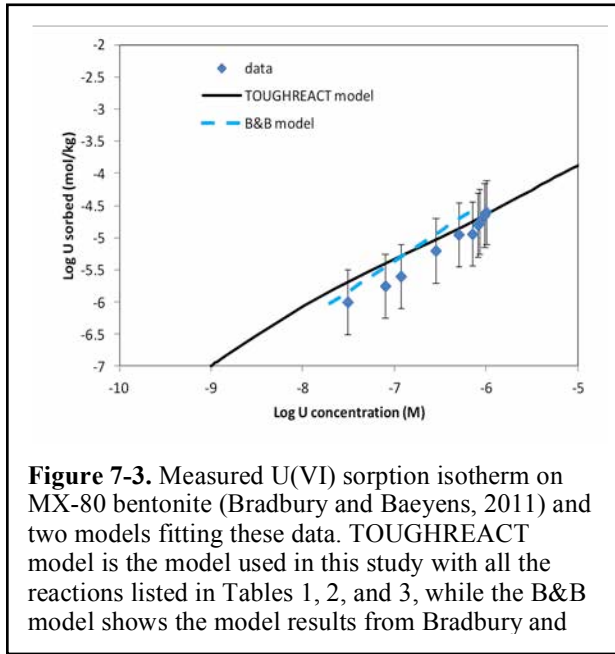 -2
-2.5
-3
-3.5
-4
-4.5
-5
-5.5
-6
-6.5
-7
Log U sorbed (mol/kg)
data
TOUGHREACT model
B&B model
-10 -9 -8 -7 -6 -5
Log U concentration (M)
Figure 7-3. Measured U(VI) sorption isotherm on
MX-80 bentonite (Bradbury and Baeyens, 2011) and
two models fitting these data. TOUGHREACT
model is the model used in this study with all the
reactions listed in Tables 1, 2, and 3, while the B&B
model shows the model results from Bradbury and